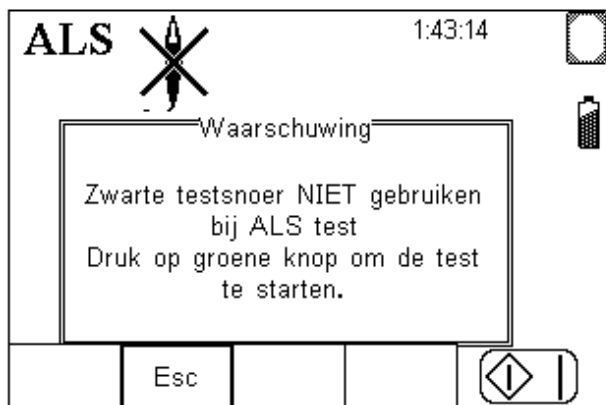 ALS
1:43:14
Waarschuwing
Zwarte testsnoer NIET gebruiken
bij ALS test
Druk op groene knop om de test
te starten.
Esc